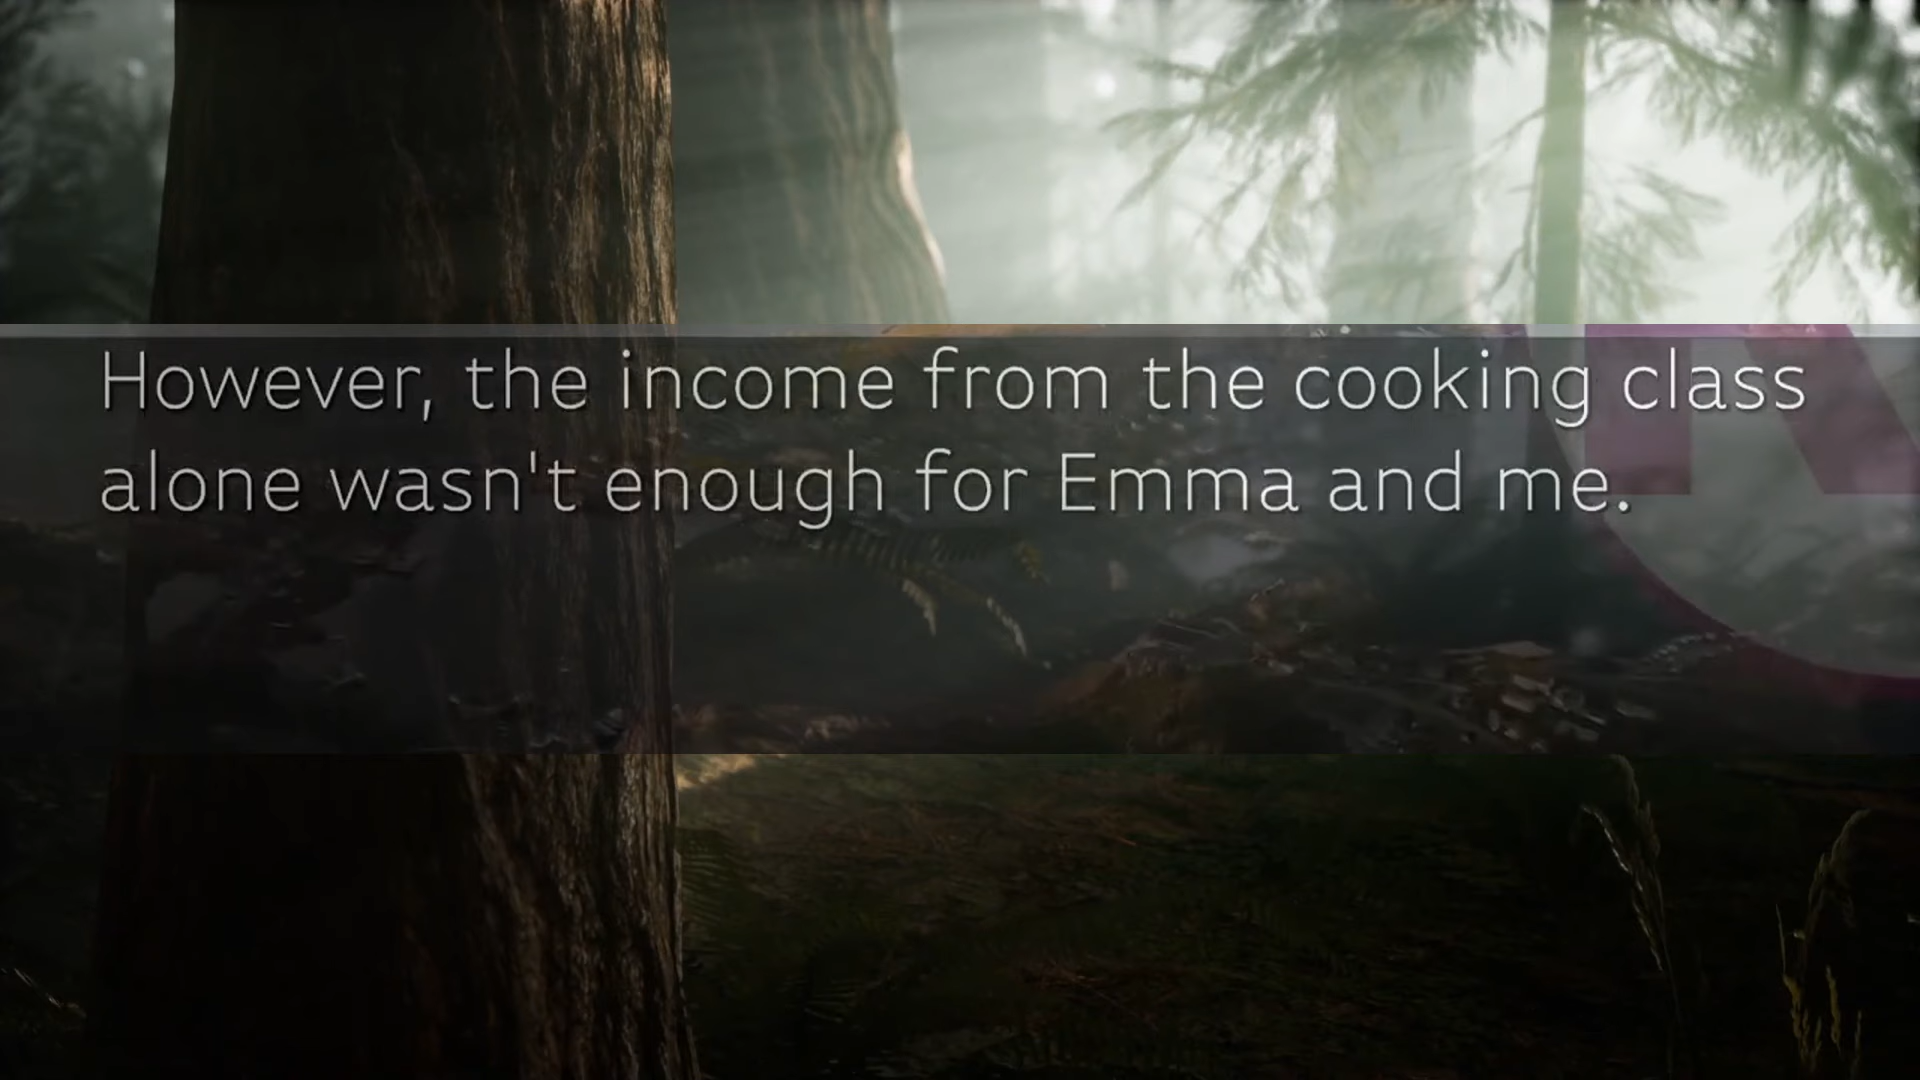 However, the income from the cooking class
alone wasn't enough for Emma and me.